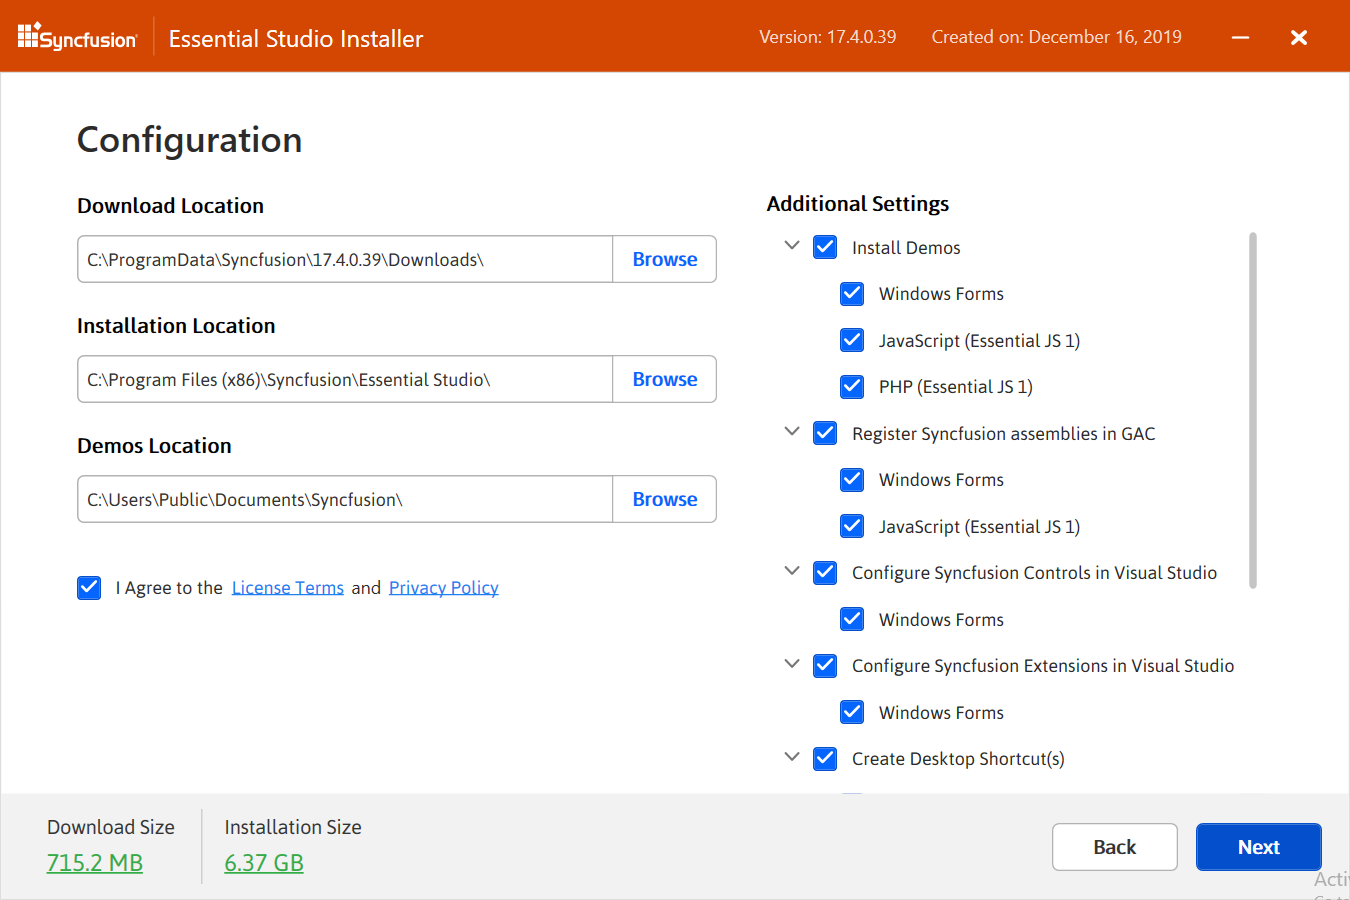 Syncfusion Essential Studio Installer Version: 17.4.0.39 Created on: December 16, 2019
Configuration
Download Location
C:\ProgramData\Syncfusion\17.4.0.39\Downloads\ Browse
Installation Location
C:\Program Files (x86)\Syncfusion\Essential Studio\ Browse
Demos Location
C:\Users\Public\Documents\Syncfusion\ Browse
I Agree to the License Terms and Privacy Policy
Additional Settings
Install Demos
Windows Forms
JavaScript (Essential JS 1)
PHP (Essential JS 1)
Register Syncfusion assemblies in GAC
Windows Forms
JavaScript (Essential JS 1)
Configure Syncfusion Controls in Visual Studio
Windows Forms
Configure Syncfusion Extensions in Visual Studio
Windows Forms
Create Desktop Shortcut(s)
Download Size
715.2 MB
Installation Size
6.37 GB
Back
Next